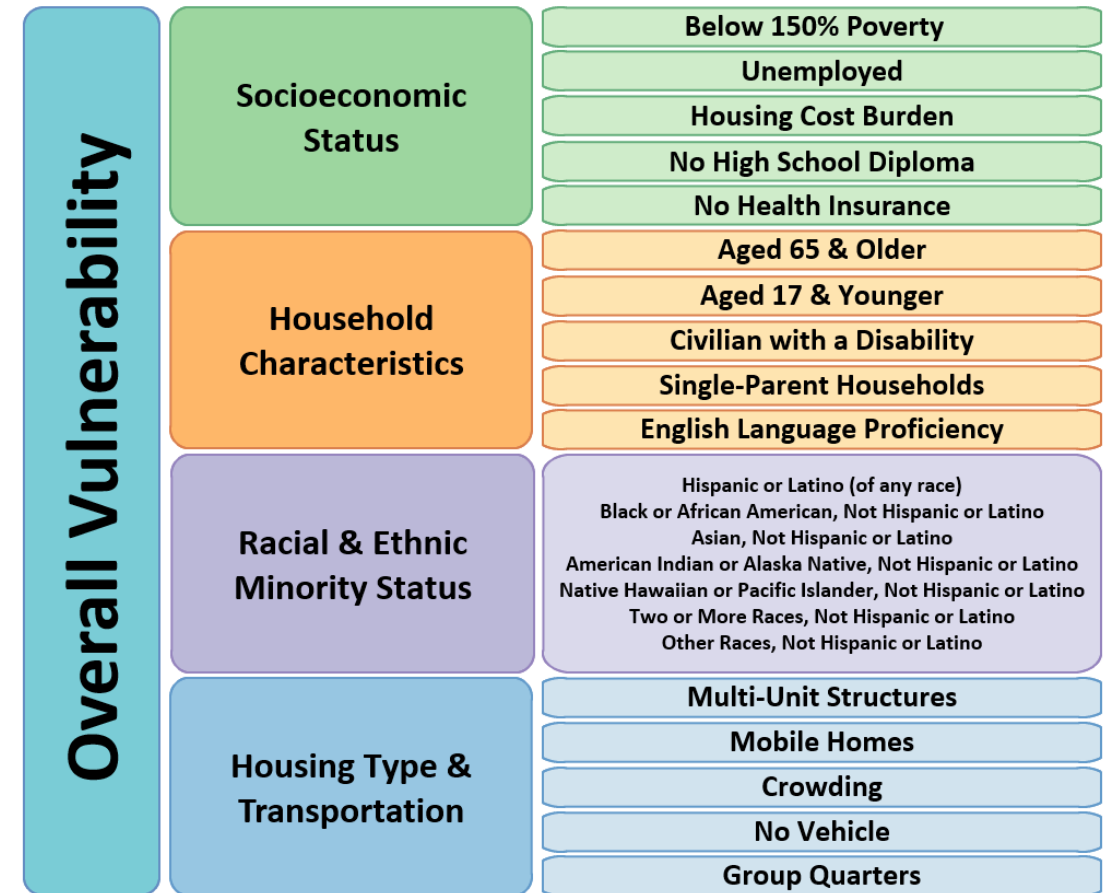 Overall Vulnerability
Socioeconomic
Status
Below 150% Poverty
Unemployed
Housing Cost Burden
No High School Diploma
No Health Insurance
Household
Characteristics
Aged 65 & Older
Aged 17 & Younger
Civilian with a Disability
Single-Parent Households
English Language Proficiency
Racial & Ethnic
Minority Status
Hispanic or Latino (of any race)
Black or African American, Not Hispanic or Latino
Asian, Not Hispanic or Latino
American Indian or Alaska Native, Not Hispanic or Latino
Native Hawaiian or Pacific Islander, Not Hispanic or Latino
Two or More Races, Not Hispanic or Latino
Other Races, Not Hispanic or Latino
Housing Type &
Transportation
Multi-Unit Structures
Mobile Homes
Crowding
No Vehicle
Group Quarters